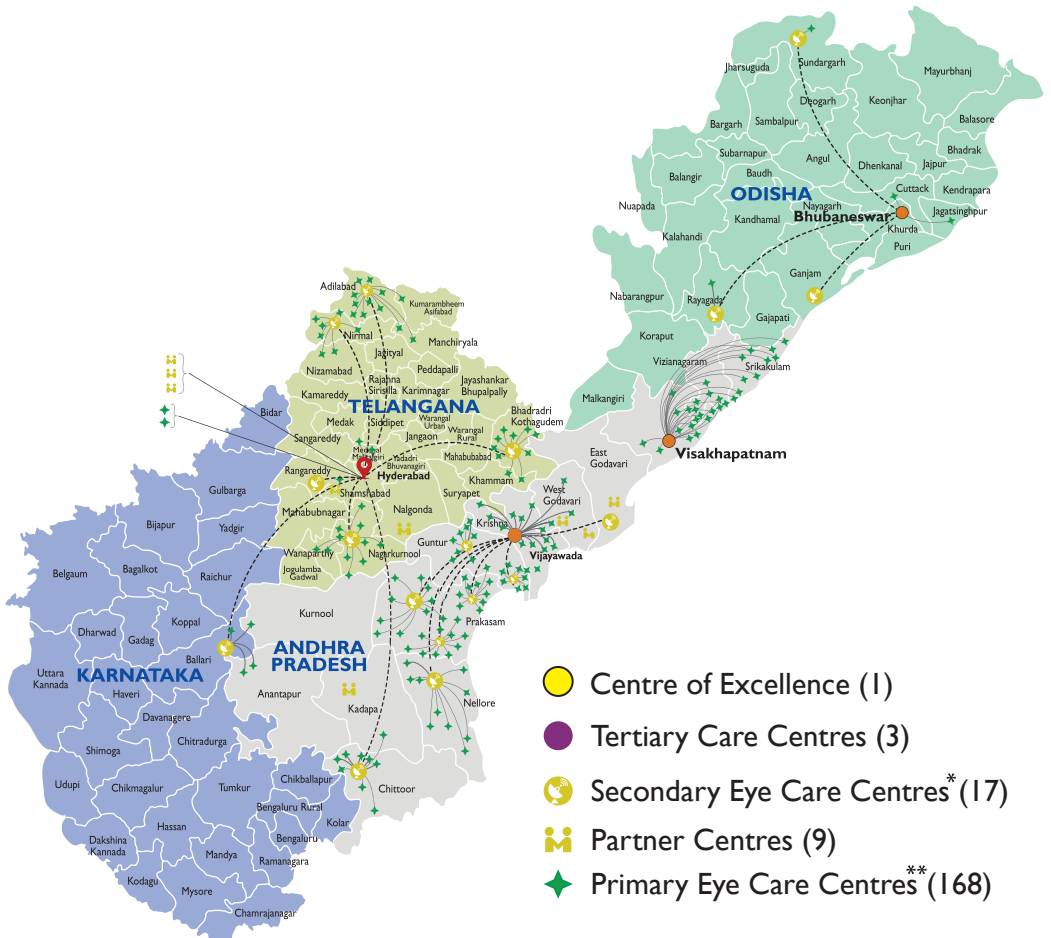 Sundargarh
Jharsuguda
Mayurbhanj
Deogarh
Keonjhar
Bargarh
Sambalpur
Balasore
Subarnapur
Angul
Dhenkanal
Jajpur
Bhadrak
Balangir
Baudh
ODISHA
Cuttack
Kendrapara
Nuapada
Nayagarh
Bhubaneswar
Jagatsinghpur
Kandhamal
Khurda
Kalahandi
Puri
Ganjam
Nabarangpur
Rayagada
Gajapati
Koraput
Vizianagaram
Srikakulam
Malkangiri
Visakhapatnam
East
Godavari
Adilabad
Kumarambheem
Asifabad
Nirmal
Manchiryala
Jagityal
Nizamabad
Peddapalli
Rajanna
Sirisilla
Karimnagar
Jayashankar
Bhupalpally
Kamareddy
TELANGANA
Bhadradri
Kothagudem
Medak
Siddipet
Warangal
Urban
Warangal
Rural
Jangaon
Sangareddy
Medchal
Malkajgiri
Yadadri
Bhuvanagiri
Mahabubabad
Rangareddy
Hyderabad
Khammam
Shamshabad
Suryapet
Mahabubnagar
Nalgonda
West
Godavari
Krishna
Wanaparthy
Nagarkurnool
Guntur
Vijayawada
Jogulamba
Gadwal
Kurnool
Prakasam
ANDHRA
PRADESH
Anantapur
Kadapa
Nellore
Chittoor
Bidar
Gulbarga
Bijapur
Yadgir
Belgaum
Bagalkot
Raichur
Koppal
Dharwad
Gadag
Ballari
Uttara
Kannada
KARNATAKA
Haveri
Davanagere
Shimoga
Chitradurga
Udupi
Chikmagalur
Tumkur
Chikballapur
Bengaluru Rural
Kolar
Hassan
Bengaluru
Dakshina
Kannada
Mandya
Ramanagara
Kodagu
Mysore
Chamrajanagar
Centre of Excellence (1)
Tertiary Care Centres (3)
Secondary Eye Care Centres* (17)
Partner Centres (9)
Primary Eye Care Centres** (168)